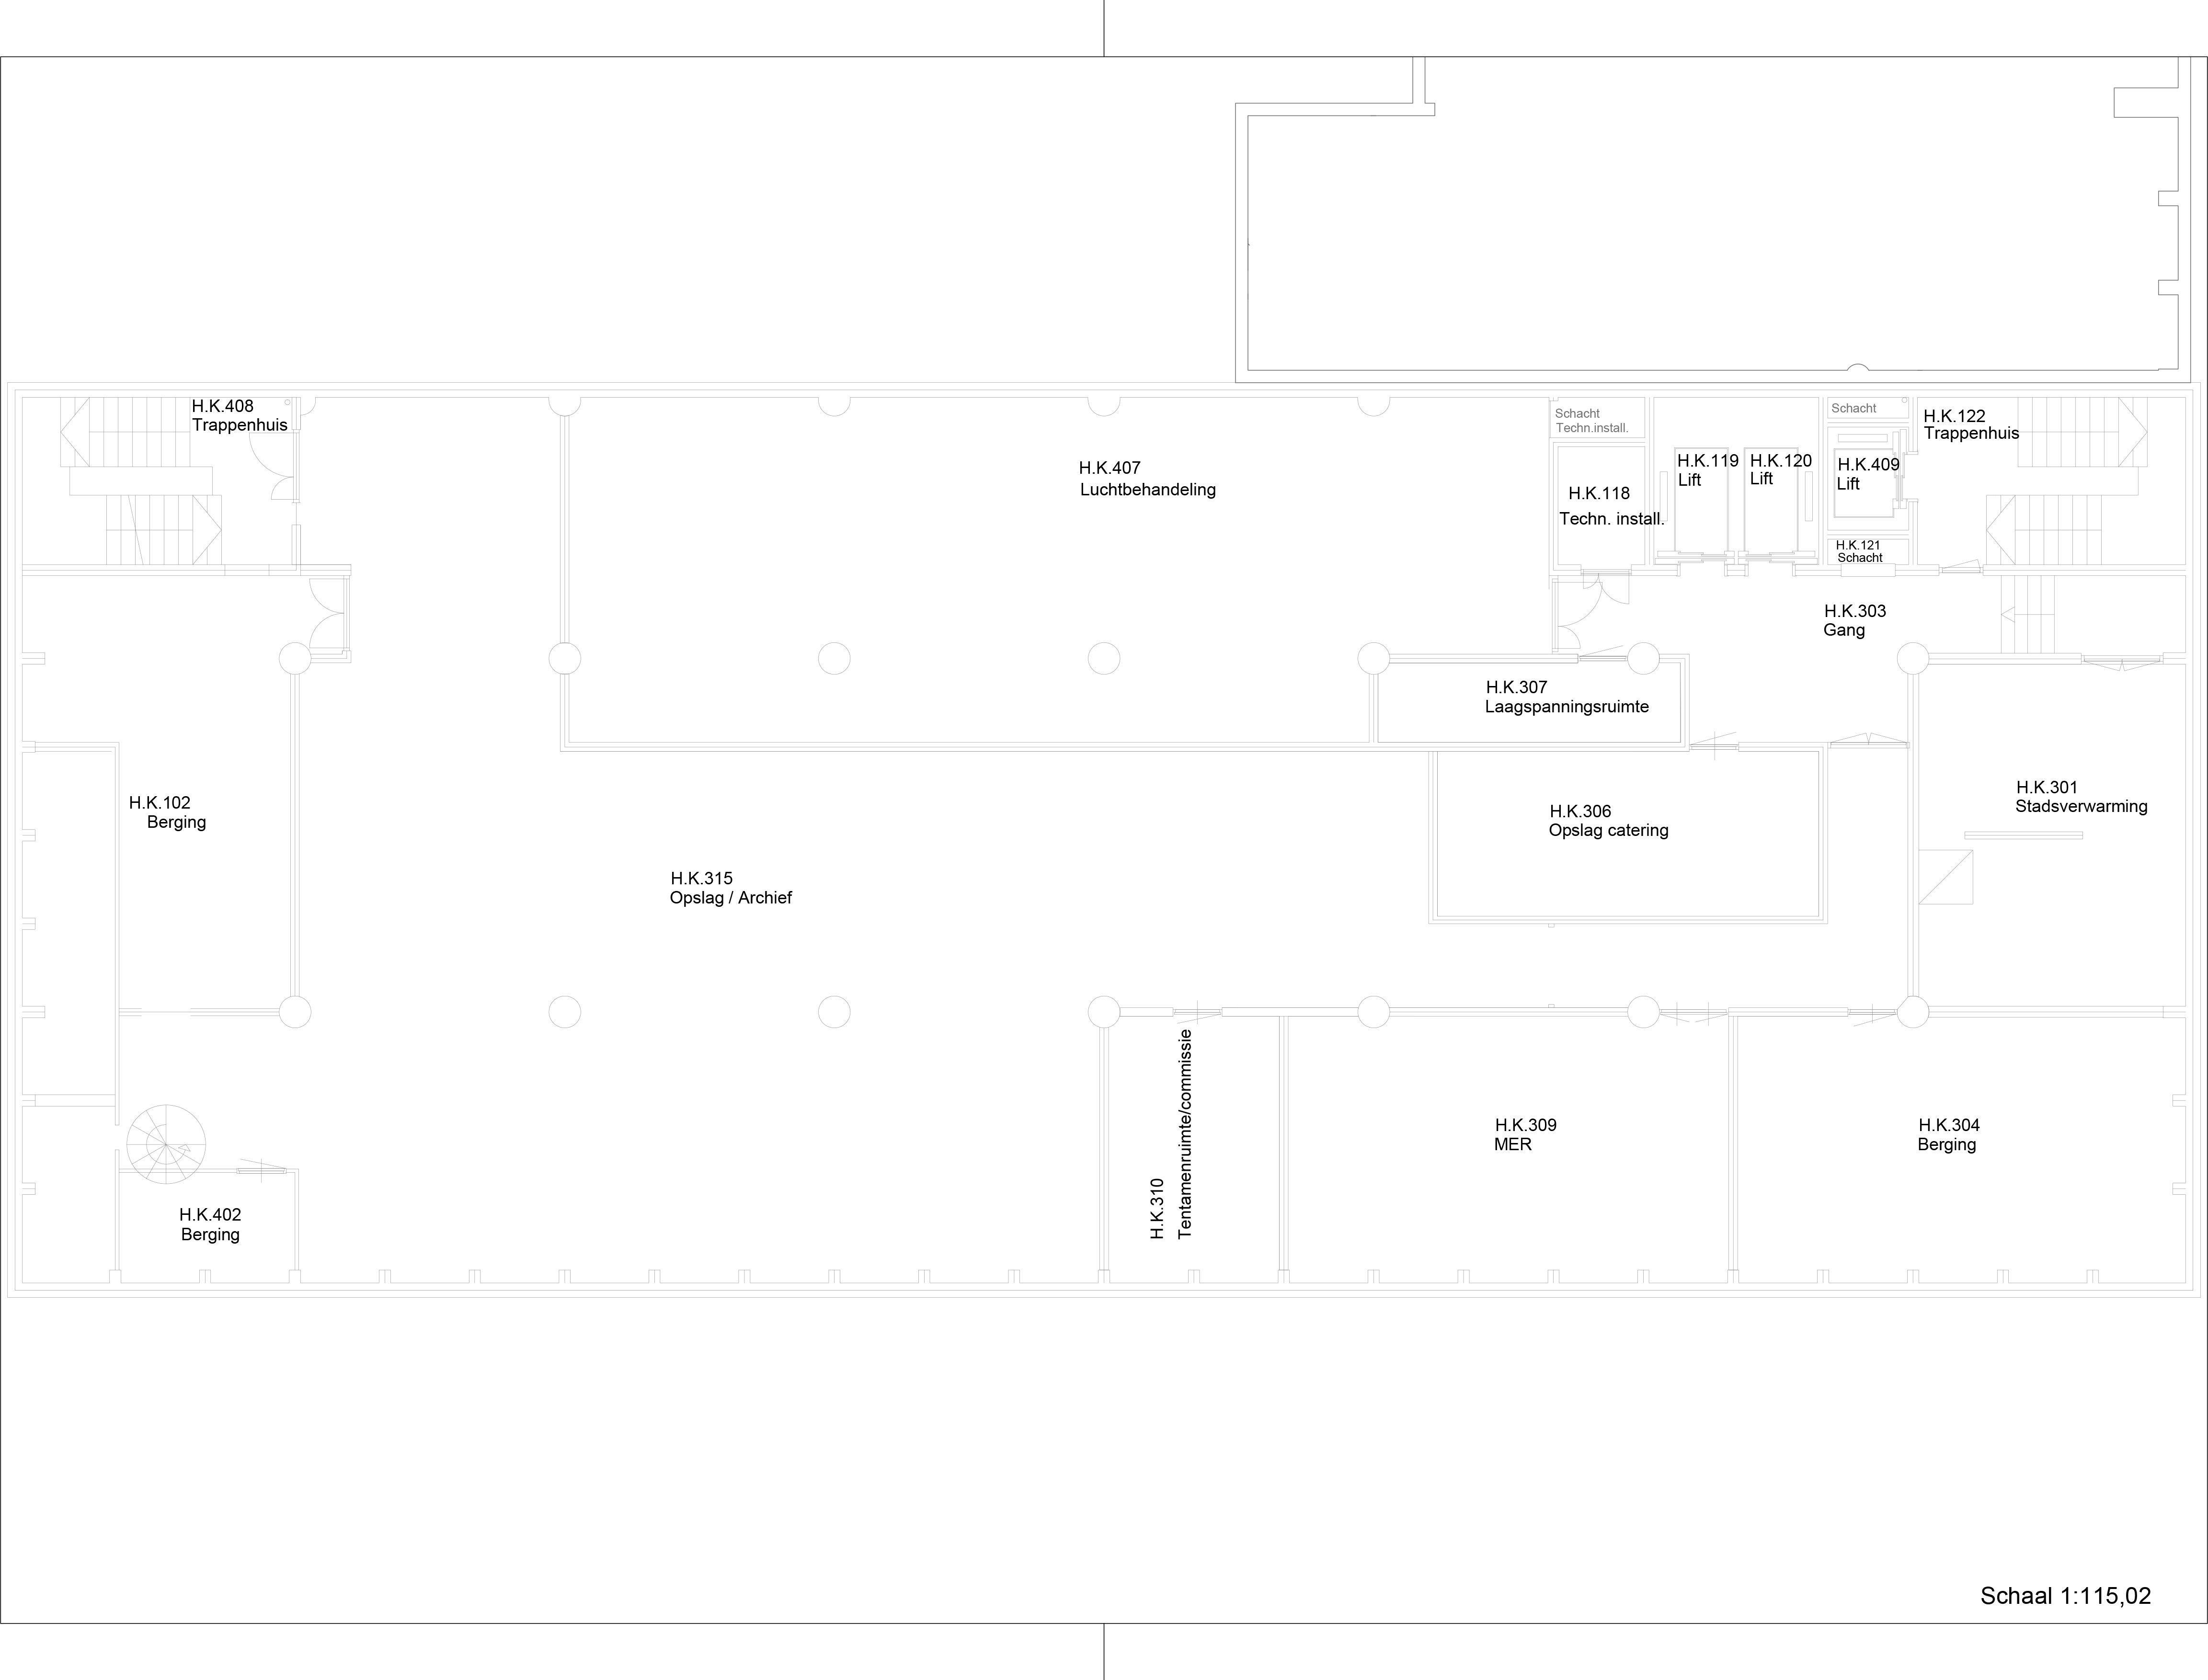 H.K.408
Trappenhuis
H.K.407
Luchtbehandeling
Schacht
Techn.install.
H.K.118
Techn. install.
H.K.119
Lift
H.K.120
Lift
Schacht
H.K.409
Lift
H.K.121
Schacht
H.K.122
Trappenhuis
H.K.303
Gang
H.K.307
Laagspanningsruimte
H.K.102
Berging
H.K.315
Opslag / Archief
H.K.306
Opslag catering
H.K.301
Stadsverwarming
H.K.402
Berging
H.K.310
Tentamenruimte/commissie
H.K.309
MER
H.K.304
Berging
Schaal 1:115,02